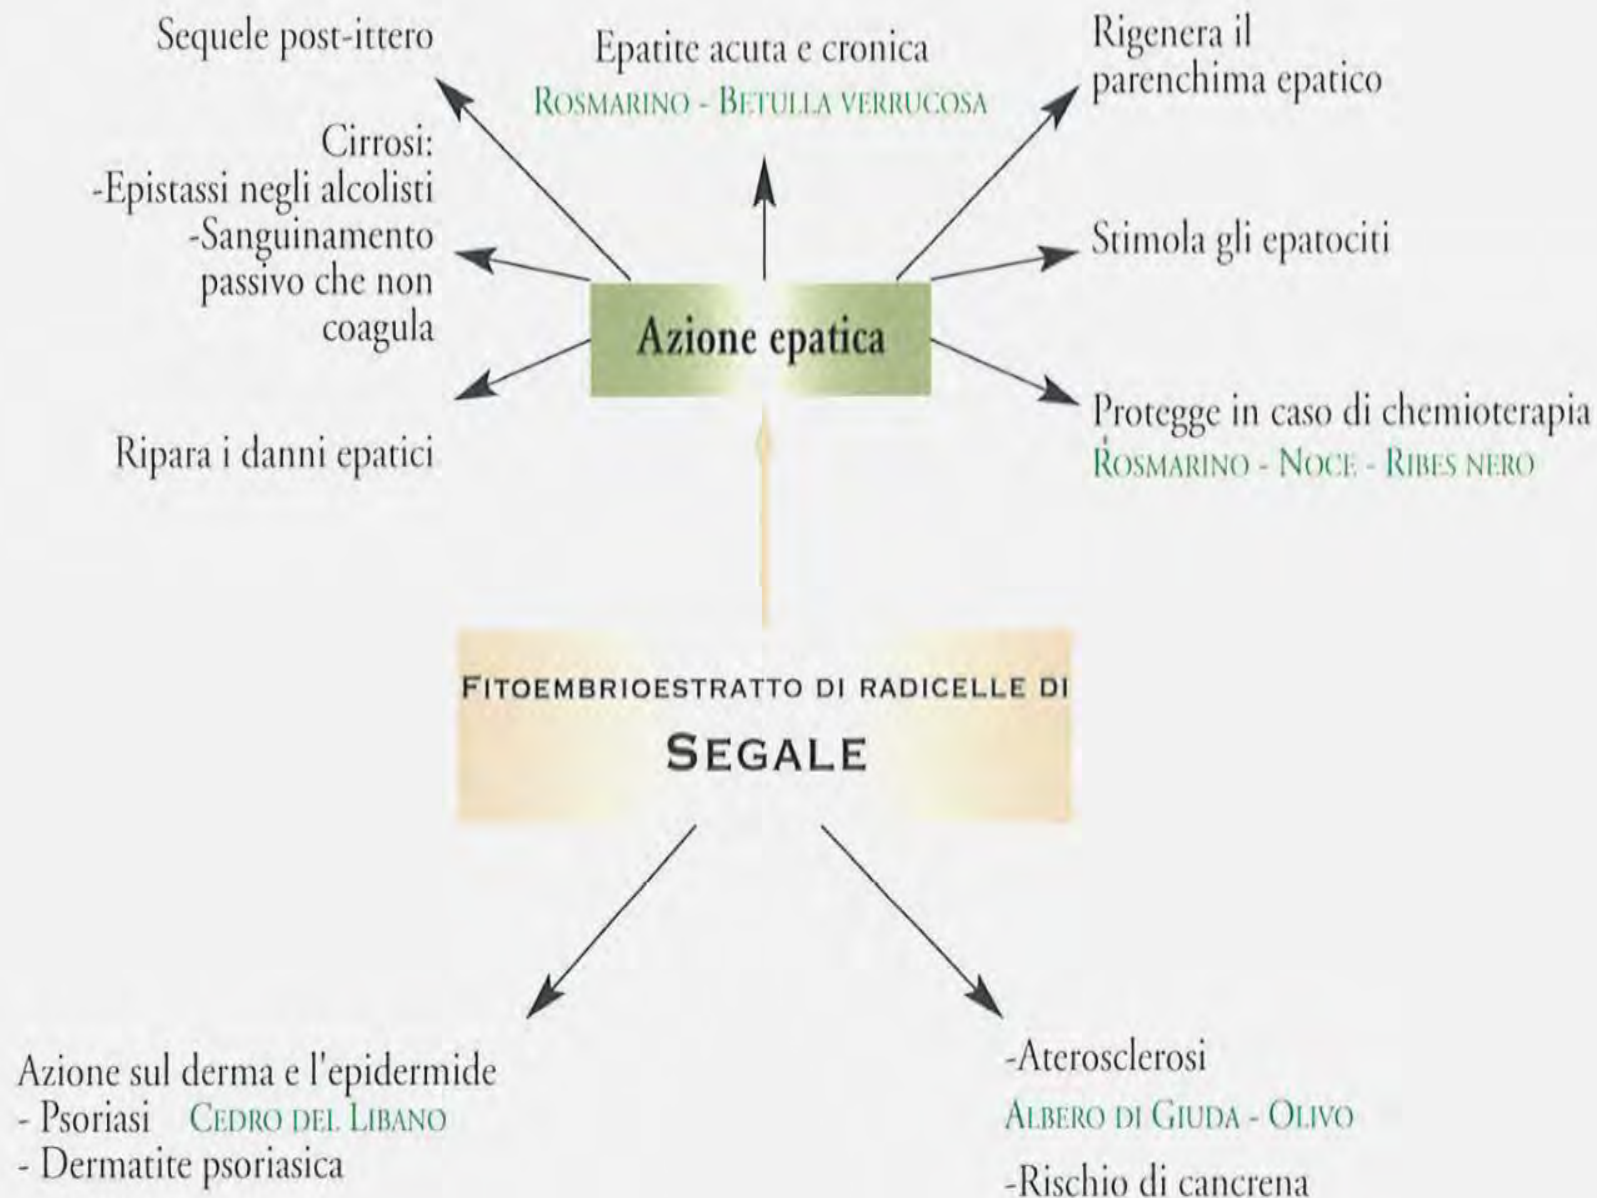 Sequele post-ittero
Epatite acuta e cronica
ROSMARINO - BETULLA VERRUCOSA
Rigenera il
parenchima epatico
Cirrosi:
-Epistassi negli alcolisti
-Sanguinamento
passivo che non
coagula
Stimola gli epatociti
Azione epatica
Ripara i danni epatici
Protegge in caso di chemioterapia
ROSMARINO - NOCE - RIBES NERO
FITOEMBRIOESTRATTO DI RADICELLE DI
SEGALE
Azione sul derma e l'epidermide
- Psoriasi CEDRO DEL LIBANO
- Dermatite psoriasica
-Aterosclerosi
ALBERO DI GIUDA - OLIVO
-Rischio di cancrena